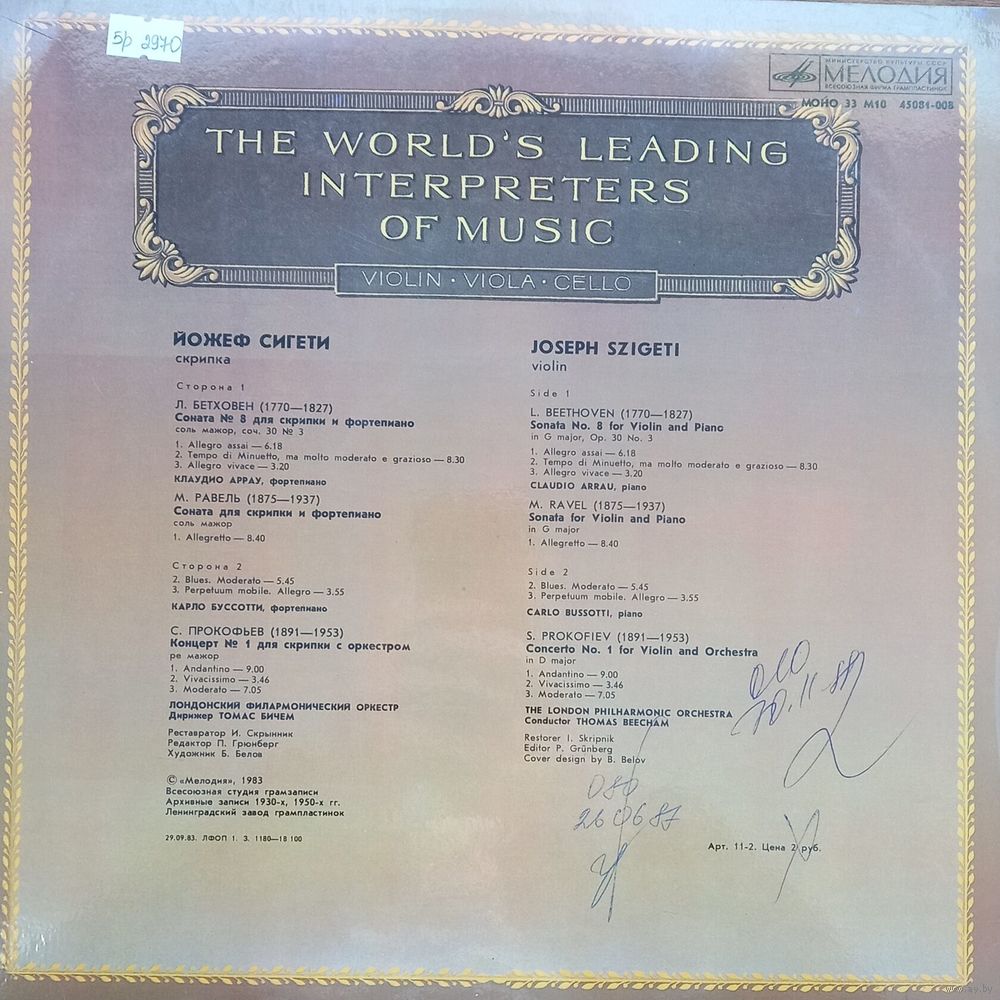 5р 2970
МИНИСТЕРСТВО КУЛЬТУРЫ СССР
МЕЛОДИЯ
ВСЕСОЮЗНАЯ ФИРМА ГРАМПЛАСТИНОК
МОНО 33 М10 45081-008
THE WORLD'S LEADING
INTERPRETERS
OF MUSIC
VIOLIN · VIOLA · CELLO
ЙОЖЕФ СИГЕТИ
скрипка
Сторона 1
Л. БЕТХОВЕН (1770—1827)
Соната № 8 для скрипки и фортепиано
соль мажор, соч. 30 № 3
1. Allegro assai — 6.18
2. Tempo di Minuetto, ma molto moderato e grazioso — 8.30
3. Allegro vivace — 3.20
КЛАУДИО АРРАУ, фортепиано
М. РАВЕЛЬ (1875—1937)
Соната для скрипки и фортепиано
соль мажор
1. Allegretto — 8.40
Сторона 2
2. Blues. Moderato — 5.45
3. Perpetuum mobile. Allegro — 3.55
КАРЛО БУССОТТИ, фортепиано
С. ПРОКОФЬЕВ (1891—1953)
Концерт № 1 для скрипки с оркестром
ре мажор
1. Andantino — 9.00
2. Vivacissimo — 3.46
3. Moderato — 7.05
ЛОНДОНСКИЙ ФИЛАРМОНИЧЕСКИЙ ОРКЕСТР
Дирижер ТОМАС БИЧЕМ
Реставратор И. Скрынник
Редактор П. Грюнберг
Художник Б. Белов
© «Мелодия», 1983
Всесоюзная студия грамзаписи
Архивные записи 1930-х, 1950-х гг.
Ленинградский завод грампластинок
29.09.83. ЛФОП 1. З. 1180—18 100
JOSEPH SZIGETI
violin
Side 1
L. BEETHOVEN (1770—1827)
Sonata No. 8 for Violin and Piano
in G major, Op. 30 No. 3
1. Allegro assai — 6.18
2. Tempo di Minuetto, ma molto moderato e grazioso — 8.30
3. Allegro vivace — 3.20
CLAUDIO ARRAU, piano
M. RAVEL (1875—1937)
Sonata for Violin and Piano
in G major
1. Allegretto — 8.40
Side 2
2. Blues. Moderato — 5.45
3. Perpetuum mobile. Allegro — 3.55
CARLO BUSSOTTI, piano
S. PROKOFIEV (1891—1953)
Concerto No. 1 for Violin and Orchestra
in D major
1. Andantino — 9.00
2. Vivacissimo — 3.46
3. Moderato — 7.05
THE LONDON PHILHARMONIC ORCHESTRA
Conductor THOMAS BEECHAM
Restorer I. Skripnik
Editor P. Grünberg
Cover design by B. Belov
26 06 87
Арт. 11-2. Цена 2 руб.